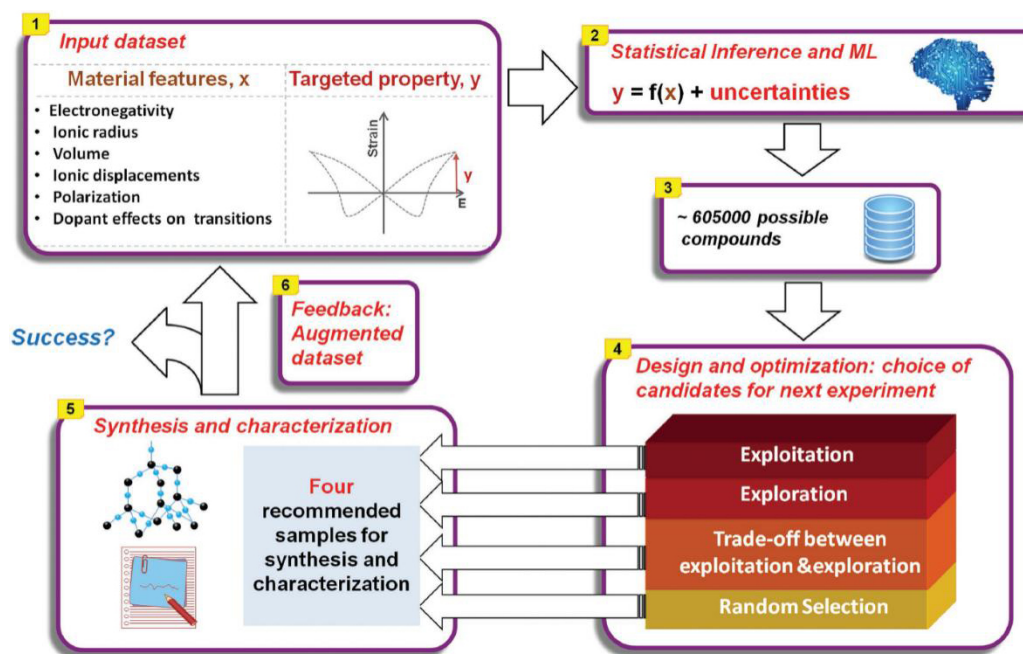 1
Input dataset
Material features, x
Targeted property, y
• Electronegativity
• Ionic radius
• Volume
• Ionic displacements
• Polarization
• Dopant effects on transitions
Strain
y
E
2
Statistical Inference and ML
y = f(x) + uncertainties
3
~ 605000 possible
compounds
4
Design and optimization: choice of
candidates for next experiment
Exploitation
Exploration
Trade-off between
exploitation &exploration
Random Selection
5
Synthesis and characterization
Four
recommended
samples for
synthesis and
characterization
6
Feedback:
Augmented
dataset
Success?